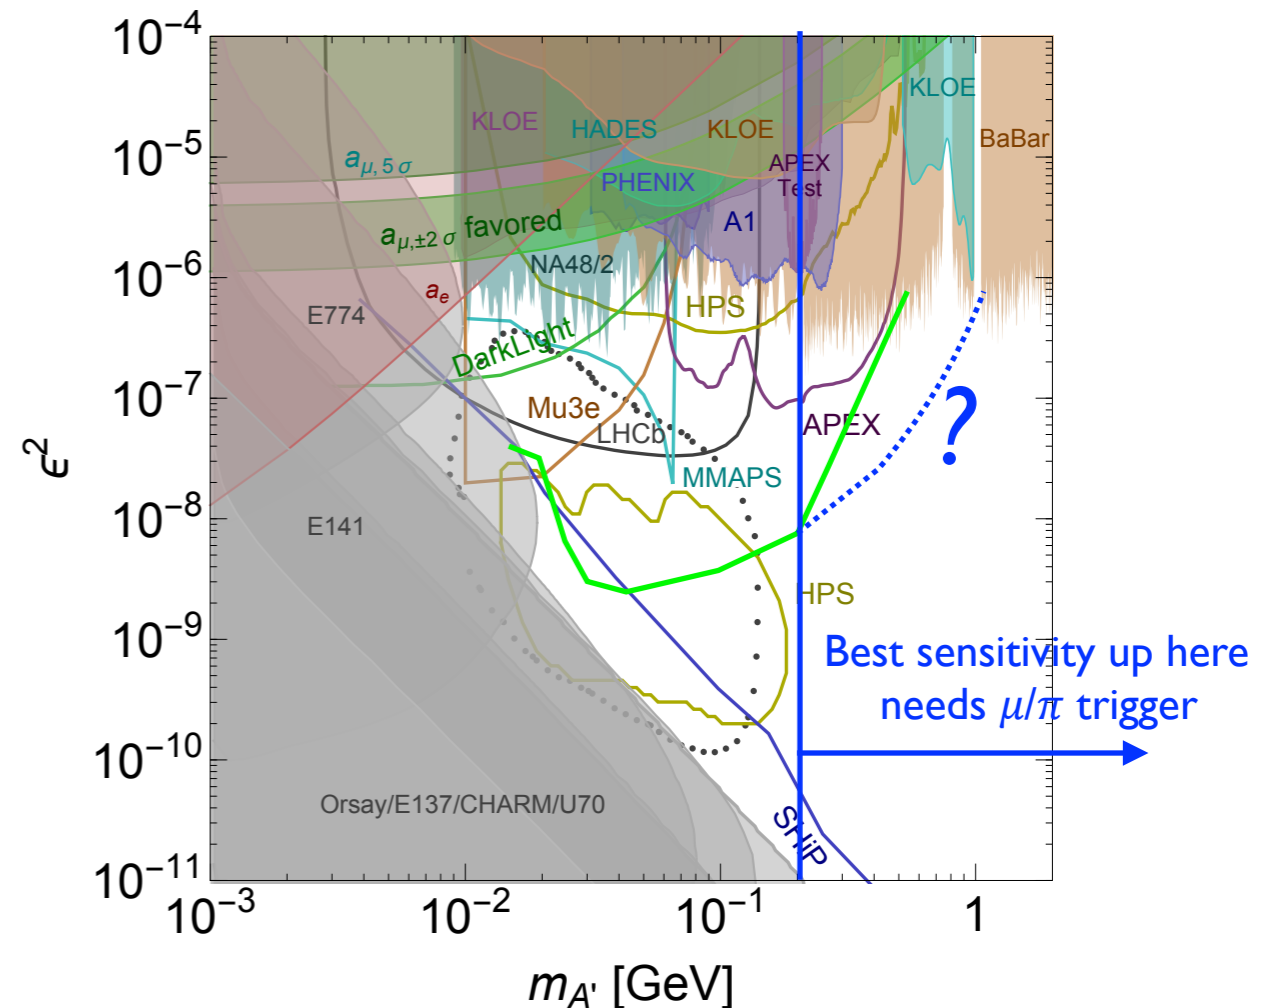 10⁻⁴
10⁻⁵
10⁻⁶
10⁻⁷
10⁻⁸
10⁻⁹
10⁻¹⁰
10⁻¹¹
ϵ²
10⁻³
10⁻²
10⁻¹
1
m_A' [GeV]
KLOE
HADES
KLOE
KLOE
BaBar
a_μ, 5 σ
PHENIX
APEX
Test
A1
a_μ,±2 σ favored
NA48/2
a_e
E774
HPS
DarkLight
Mu3e
LHCb
APEX
?
MMAPS
E141
HPS
Best sensitivity up here
needs μ/π trigger
Orsay/E137/CHARM/U70
SHiP